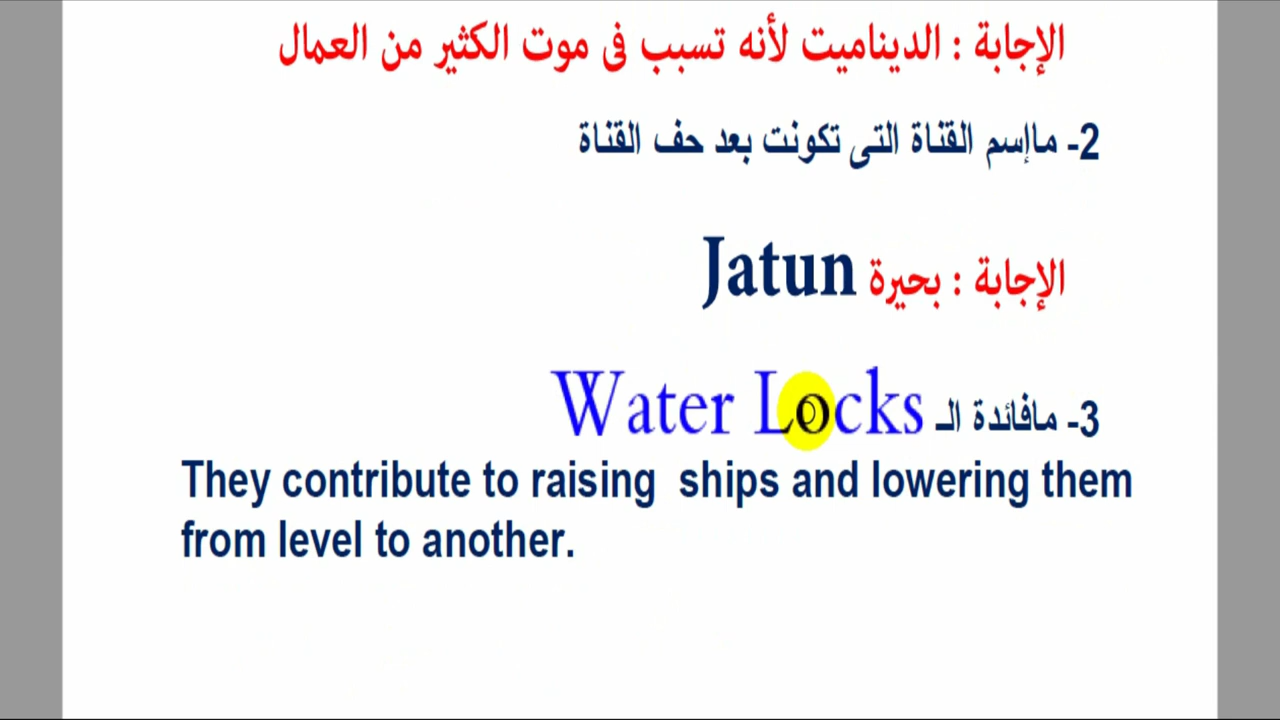 الإجابة : الديناميت لأنه تسبب فى موت الكثير من العمال
2- ماإسم القناة التى تكونت بعد حف القناة
الإجابة : بحيرة Jatun
3- مافائدة الـ Water Locks
They contribute to raising ships and lowering them
from level to another.